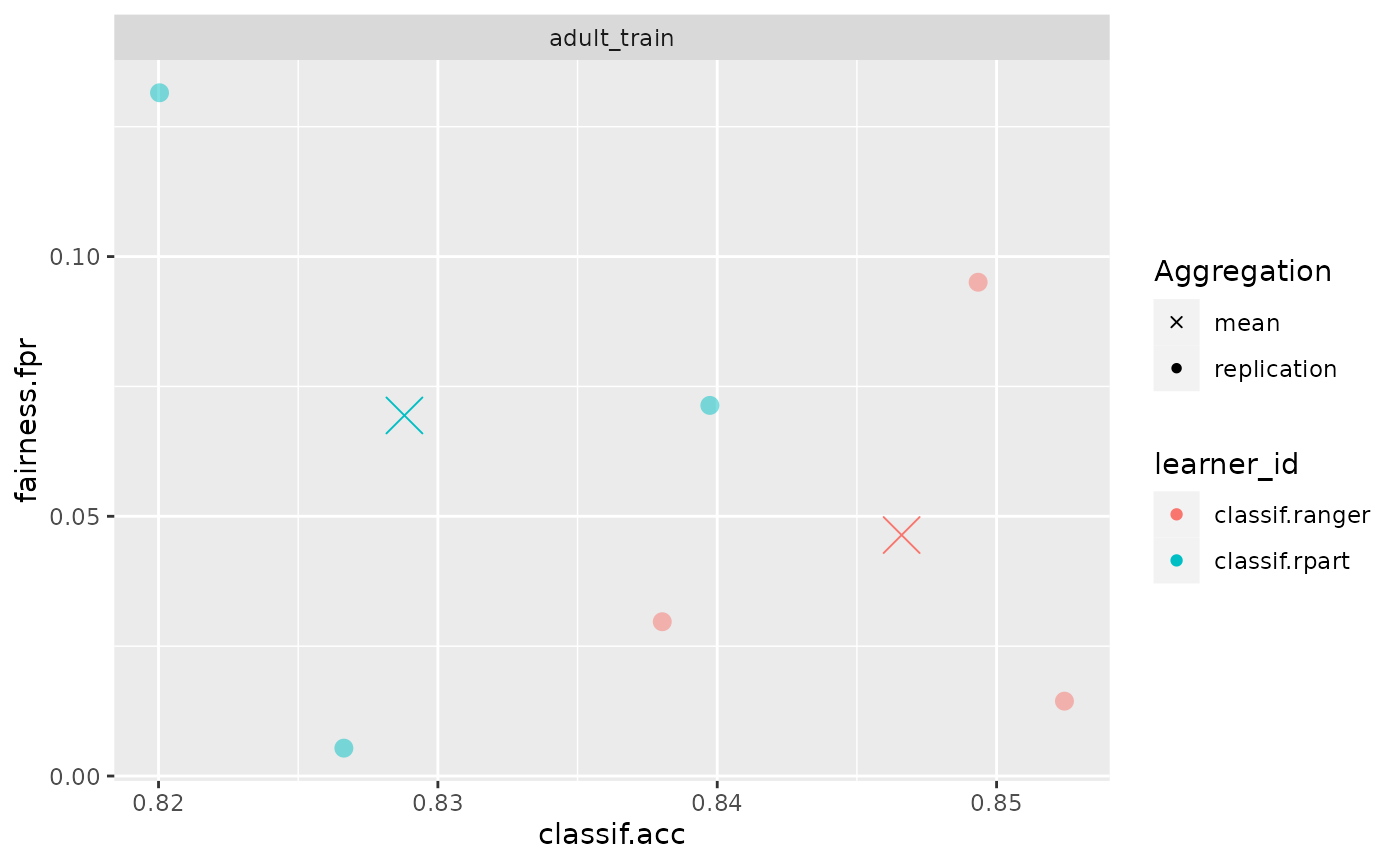 adult_train
0.10
0.05
0.00
fairness.fpr
0.82
0.83
0.84
0.85
classif.acc
Aggregation
mean
replication
learner_id
classif.ranger
classif.rpart